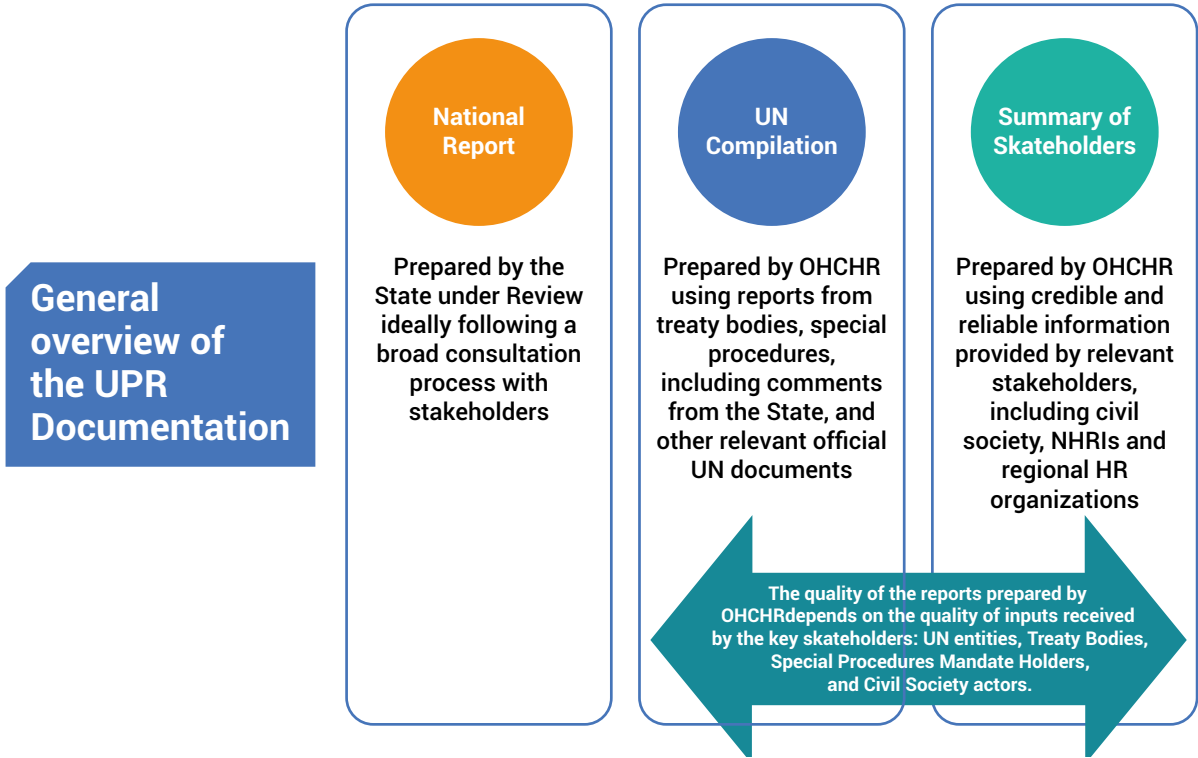 General
overview of
the UPR
Documentation
National
Report
Prepared by the
State under Review
ideally following a
broad consultation
process with
stakeholders
UN
Compilation
Prepared by OHCHR
using reports from
treaty bodies, special
procedures,
including comments
from the State, and
other relevant official
UN documents
Summary of
Skateholders
Prepared by OHCHR
using credible and
reliable information
provided by relevant
stakeholders,
including civil
society, NHRIs and
regional HR
organizations
The quality of the reports prepared by
OHCHRdepends on the quality of inputs received
by the key skateholders: UN entities, Treaty Bodies,
Special Procedures Mandate Holders,
and Civil Society actors.